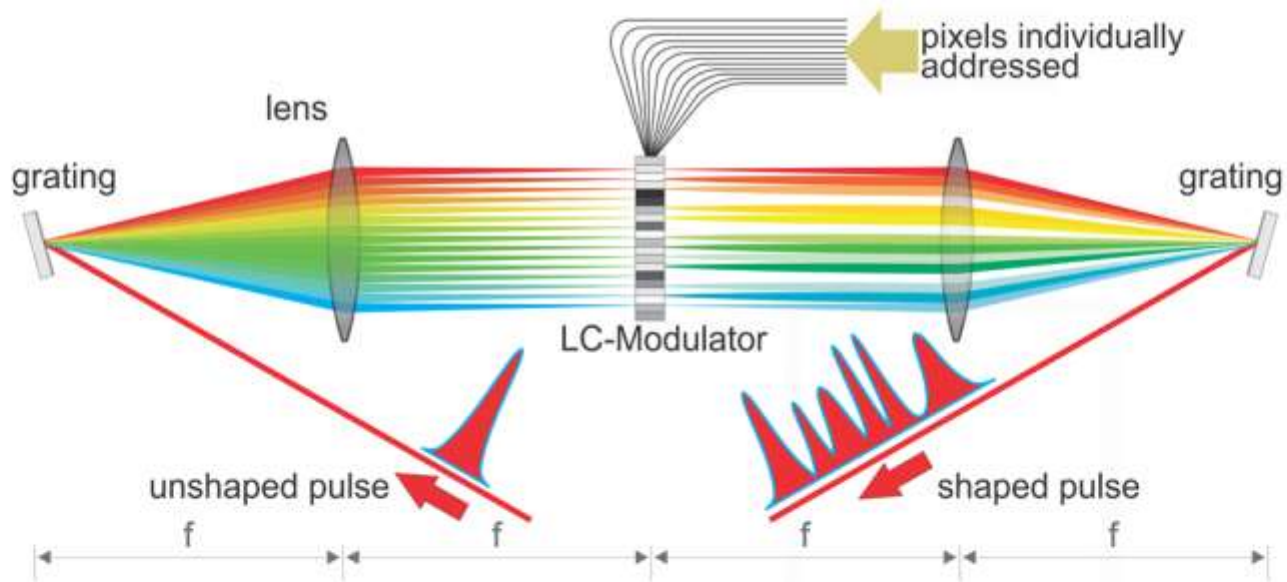 pixels individually
addressed
lens
grating
grating
LC-Modulator
unshaped pulse
shaped pulse
f
f
f
f